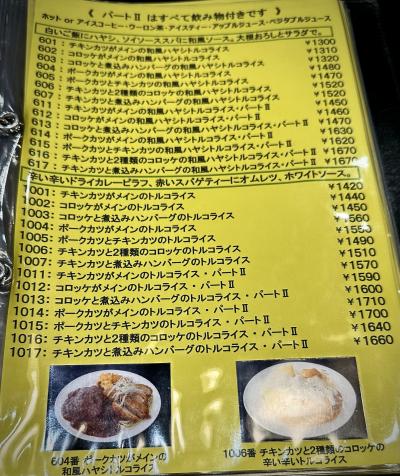 《 パートⅡ はすべて飲み物付きです 》
ホット or アイスコーヒー・ウーロン茶・アイスティー・アップルジュース・ベジタブルジュース
白いご飯にハヤシ、ソイソーススパに和風ソース。大根おろしとサラダで。
601：チキンカツがメインの和風ハヤシトルコライス ¥1300
602：コロッケがメインの和風ハヤシトルコライス ¥1310
603：コロッケと煮込みハンバーグの和風ハヤシトルコライス ¥1320
604：ポークカツがメインの和風ハヤシトルコライス ¥1480
605：ポークカツとチキンカツの和風ハヤシトルコライス ¥1470
606：チキンカツと2種類のコロッケの和風ハヤシトルコライス ¥1520
607：チキンカツと煮込みハンバーグの和風ハヤシトルコライス ¥1520
611：チキンカツがメインの和風ハヤシトルコライス・パートⅡ ¥1450
612：コロッケがメインの和風ハヤシトルコライス・パートⅡ ¥1460
613：コロッケと煮込みハンバーグの和風ハヤシトルコライス・パートⅡ ¥1470
614：ポークカツがメインの和風ハヤシトルコライス・パートⅡ ¥1630
615：ポークカツとチキンカツの和風ハヤシトルコライス・パートⅡ ¥1620
616：チキンカツと2種類のコロッケの和風ハヤシトルコライス・パートⅡ ¥1670
617：チキンカツと煮込みハンバーグの和風ハヤシトルコライス・パートⅡ ¥1670
辛い辛いドライカレーピラフ、赤いスパゲティーにオムレツ、ホワイトソース。
1001：チキンカツがメインのトルコライス ¥1420
1002：コロッケがメインのトルコライス ¥1440
1003：コロッケと煮込みハンバーグのトルコライス ¥1450
1004：ポークカツがメインのトルコライス ¥1560
1005：ポークカツとチキンカツのトルコライス ¥1550
1006：チキンカツと2種類のコロッケのトルコライス ¥1490
1007：チキンカツと煮込みハンバーグのトルコライス ¥1510
1011：チキンカツがメインのトルコライス・パートⅡ ¥1570
1012：コロッケがメインのトルコライス・パートⅡ ¥1590
1013：コロッケと煮込みハンバーグのトルコライス・パートⅡ ¥1600
1014：ポークカツがメインのトルコライス・パートⅡ ¥1710
1015：ポークカツとチキンカツのトルコライス・パートⅡ ¥1700
1016：チキンカツと2種類のコロッケのトルコライス・パートⅡ ¥1640
1017：チキンカツと煮込みハンバーグのトルコライス・パートⅡ ¥1660
604番 ポークカツがメインの
和風ハヤシトルコライス
1006番 チキンカツと2種類のコロッケの
辛い辛いトルコライス